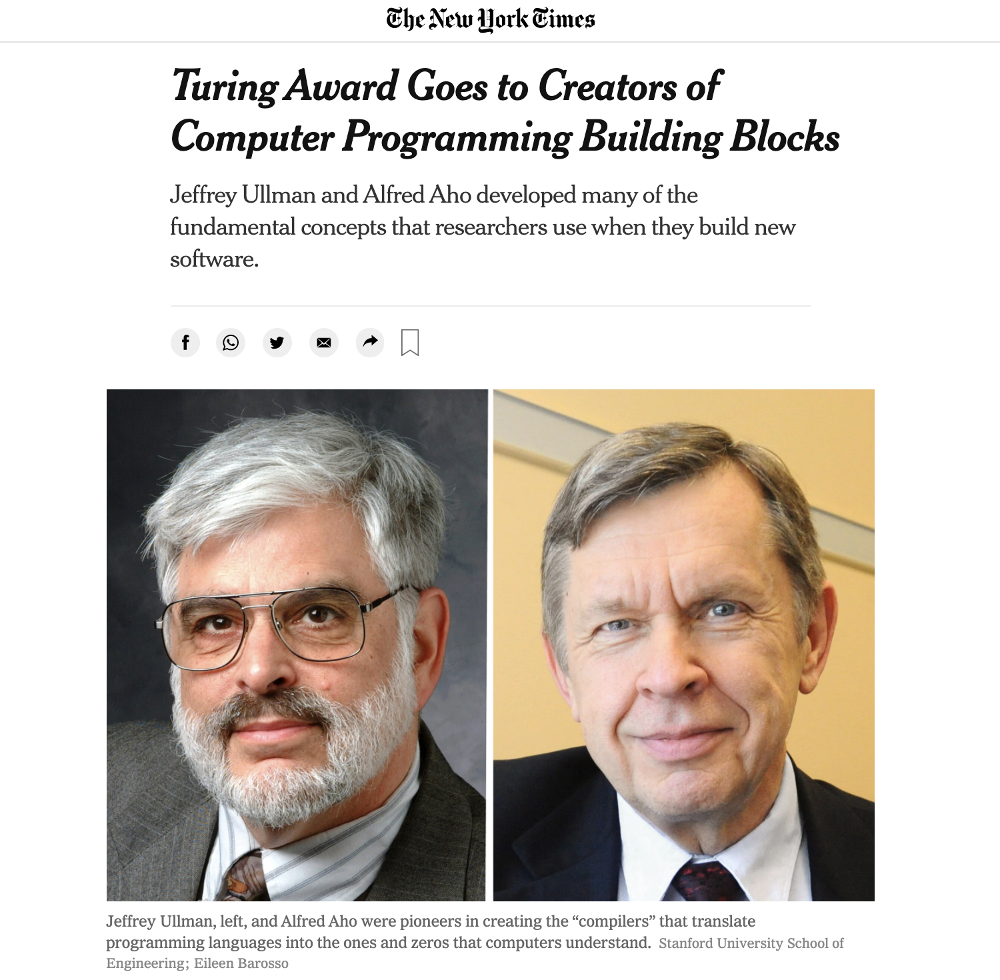 The New York Times
Turing Award Goes to Creators of
Computer Programming Building Blocks
Jeffrey Ullman and Alfred Aho developed many of the
fundamental concepts that researchers use when they build new
software.
Jeffrey Ullman, left, and Alfred Aho were pioneers in creating the “compilers” that translate
programming languages into the ones and zeros that computers understand. Stanford University School of
Engineering; Eileen Barosso